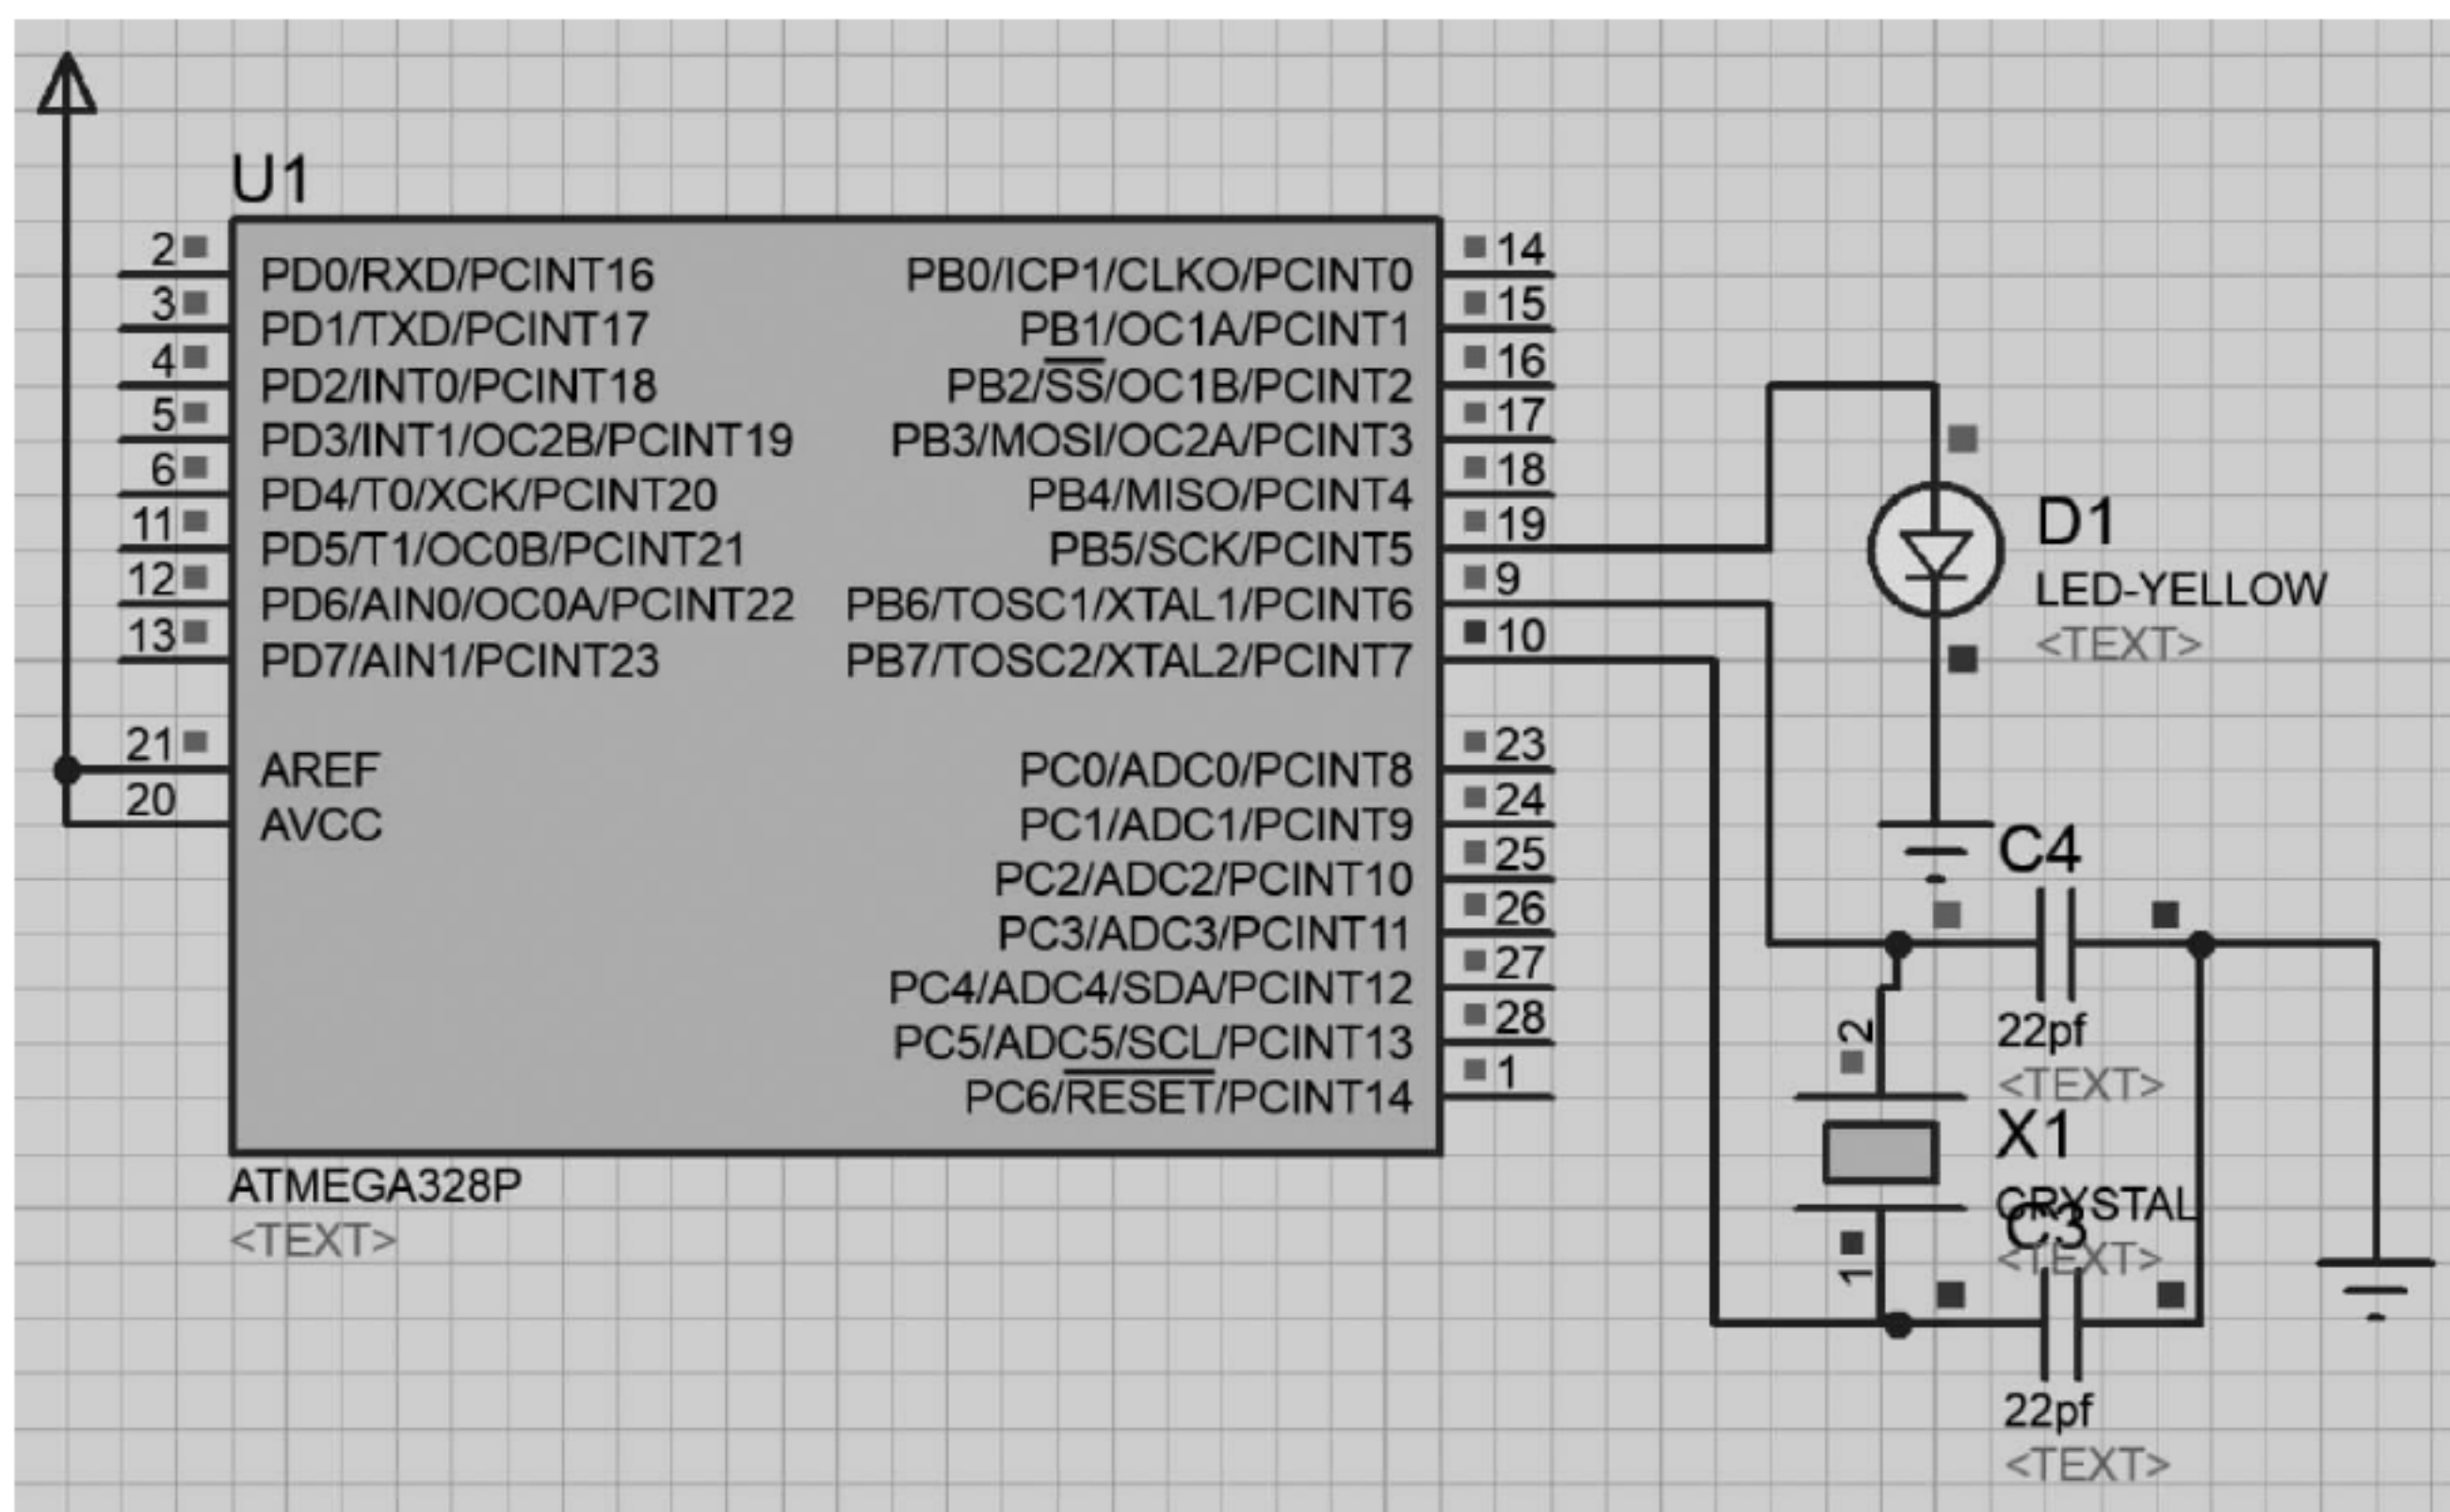 U1
2
PD0/RXD/PCINT16
3
PD1/TXD/PCINT17
4
PD2/INT0/PCINT18
5
PD3/INT1/OC2B/PCINT19
6
PD4/T0/XCK/PCINT20
11
PD5/T1/OC0B/PCINT21
12
PD6/AIN0/OC0A/PCINT22
13
PD7/AIN1/PCINT23
21
AREF
20
AVCC
14
PB0/ICP1/CLKO/PCINT0
15
PB1/OC1A/PCINT1
16
PB2/SS/OC1B/PCINT2
17
PB3/MOSI/OC2A/PCINT3
18
PB4/MISO/PCINT4
19
PB5/SCK/PCINT5
9
PB6/TOSC1/XTAL1/PCINT6
10
PB7/TOSC2/XTAL2/PCINT7
23
PC0/ADC0/PCINT8
24
PC1/ADC1/PCINT9
25
PC2/ADC2/PCINT10
26
PC3/ADC3/PCINT11
27
PC4/ADC4/SDA/PCINT12
28
PC5/ADC5/SCL/PCINT13
1
PC6/RESET/PCINT14
ATMEGA328P
<TEXT>
D1
LED-YELLOW
<TEXT>
C4
22pf
<TEXT>
2
X1
CRYSTAL
<TEXT>
1
C3
22pf
<TEXT>